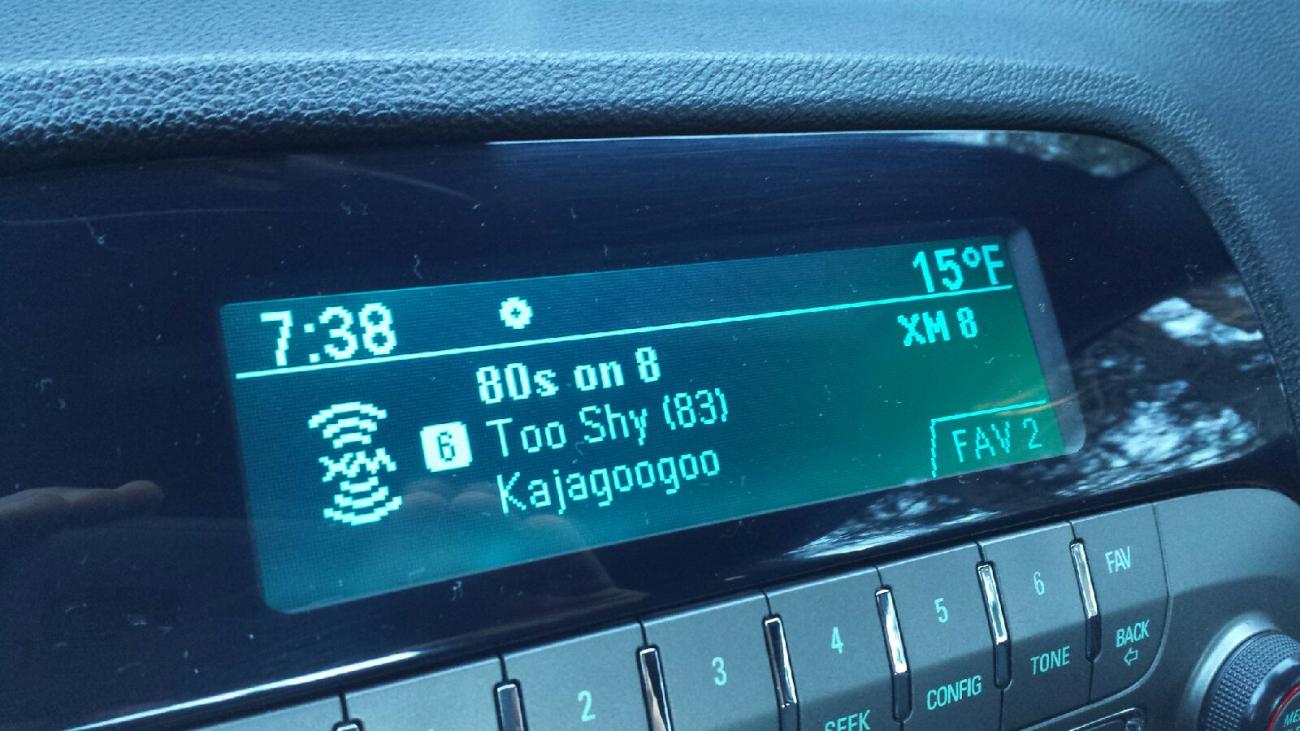 7:38 15°F
XM 8
80s on 8
6 Too Shy (83)
XM
Kajagoogoo
FAV 2
2 3 4 5 6 FAV
SEEK CONFIG TONE BACK